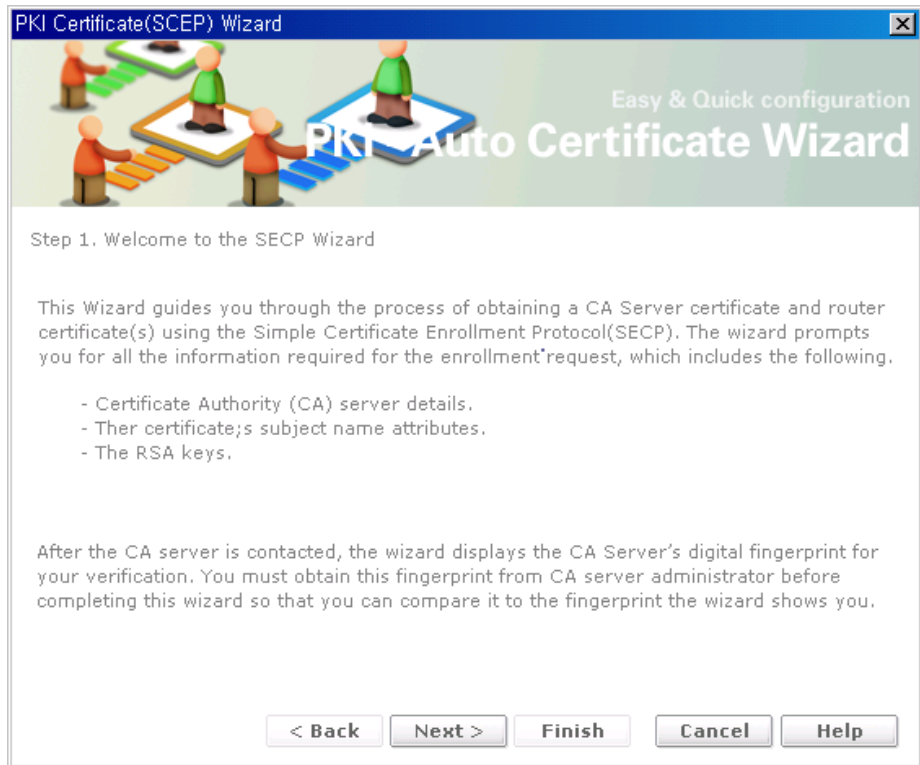 PKI Certificate(SCEP) Wizard
Easy & Quick configuration
PKI - Auto Certificate Wizard
Step 1. Welcome to the SECP Wizard
This Wizard guides you through the process of obtaining a CA Server certificate and router
certificate(s) using the Simple Certificate Enrollment Protocol(SECP). The wizard prompts
you for all the information required for the enrollment request, which includes the following.
- Certificate Authority (CA) server details.
- Ther certificate;s subject name attributes.
- The RSA keys.
After the CA server is contacted, the wizard displays the CA Server's digital fingerprint for
your verification. You must obtain this fingerprint from CA server administrator before
completing this wizard so that you can compare it to the fingerprint the wizard shows you.
< Back Next > Finish Cancel Help